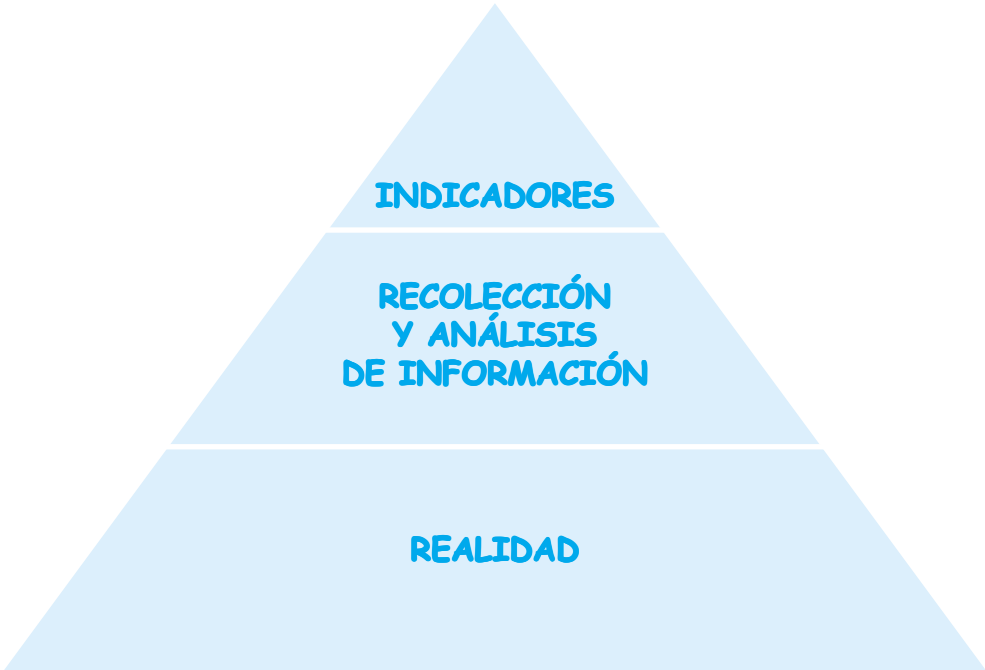 INDICADORES
RECOLECCIÓN
Y ANÁLISIS
DE INFORMACIÓN
REALIDAD